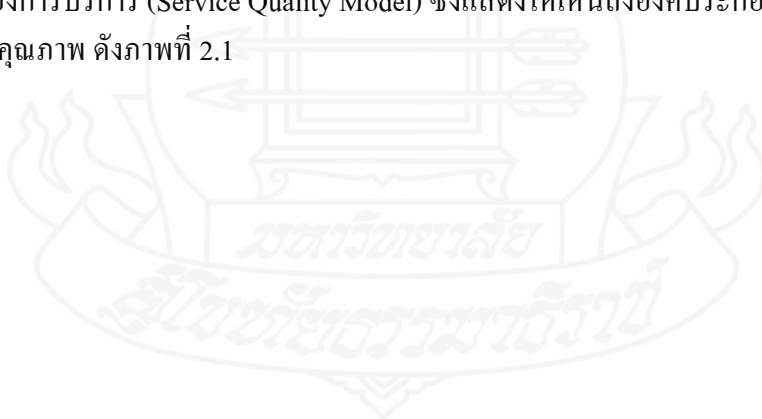 องการบริการ (Service Quality Model) ซึ่งแสดงให้เห็นถึงองค์ประกอ
คุณภาพ ดังภาพที่ 2.1
มหาวิทยาลัย
สุโขทัยธรรมาธิราช